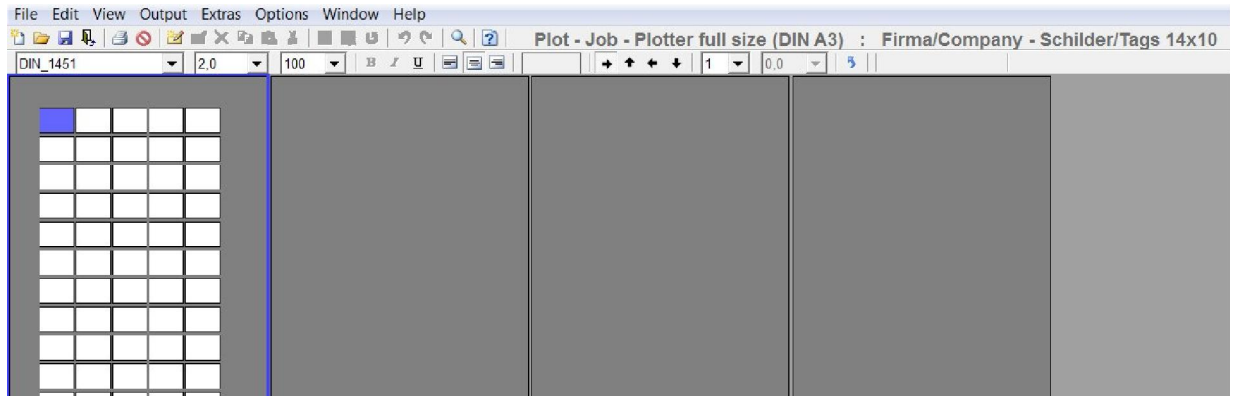 File Edit View Output Extras Options Window Help
Plot - Job - Plotter full size (DIN A3) : Firma/Company - Schilder/Tags 14x10
DIN_1451 2,0 100 B I U 1 0,0